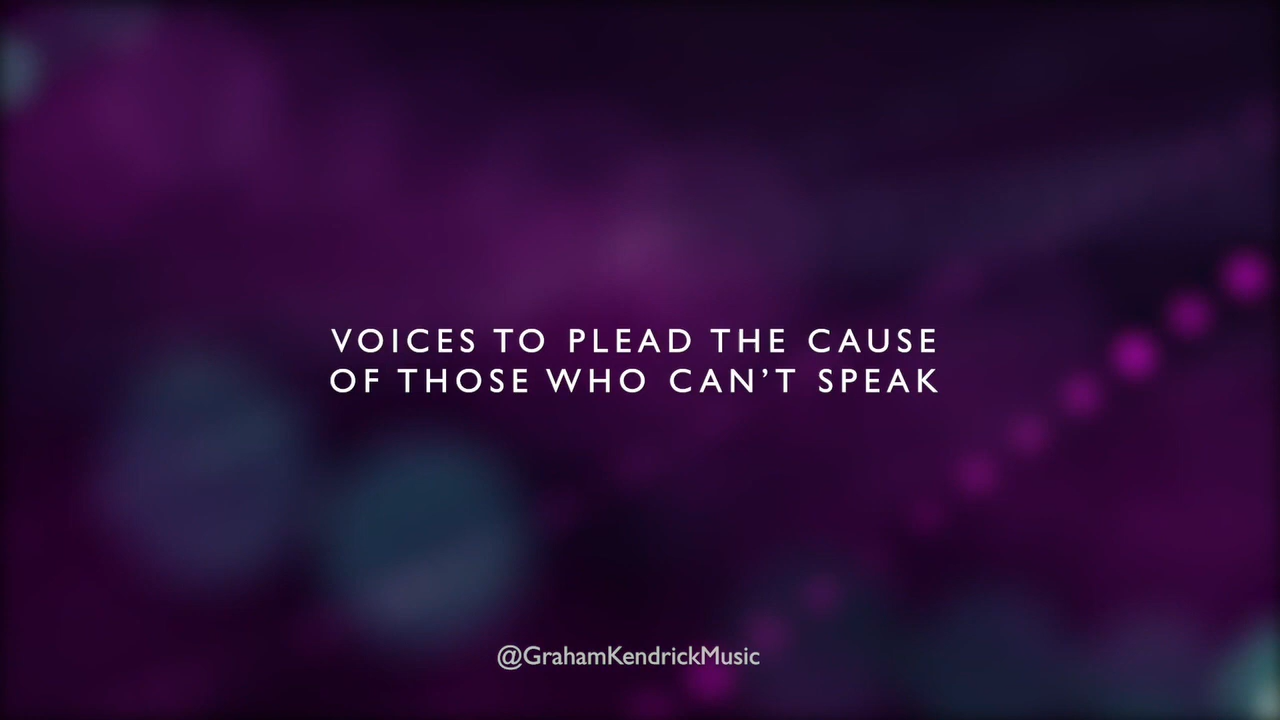 VOICES TO PLEAD THE CAUSE
OF THOSE WHO CAN’T SPEAK
@GrahamKendrickMusic